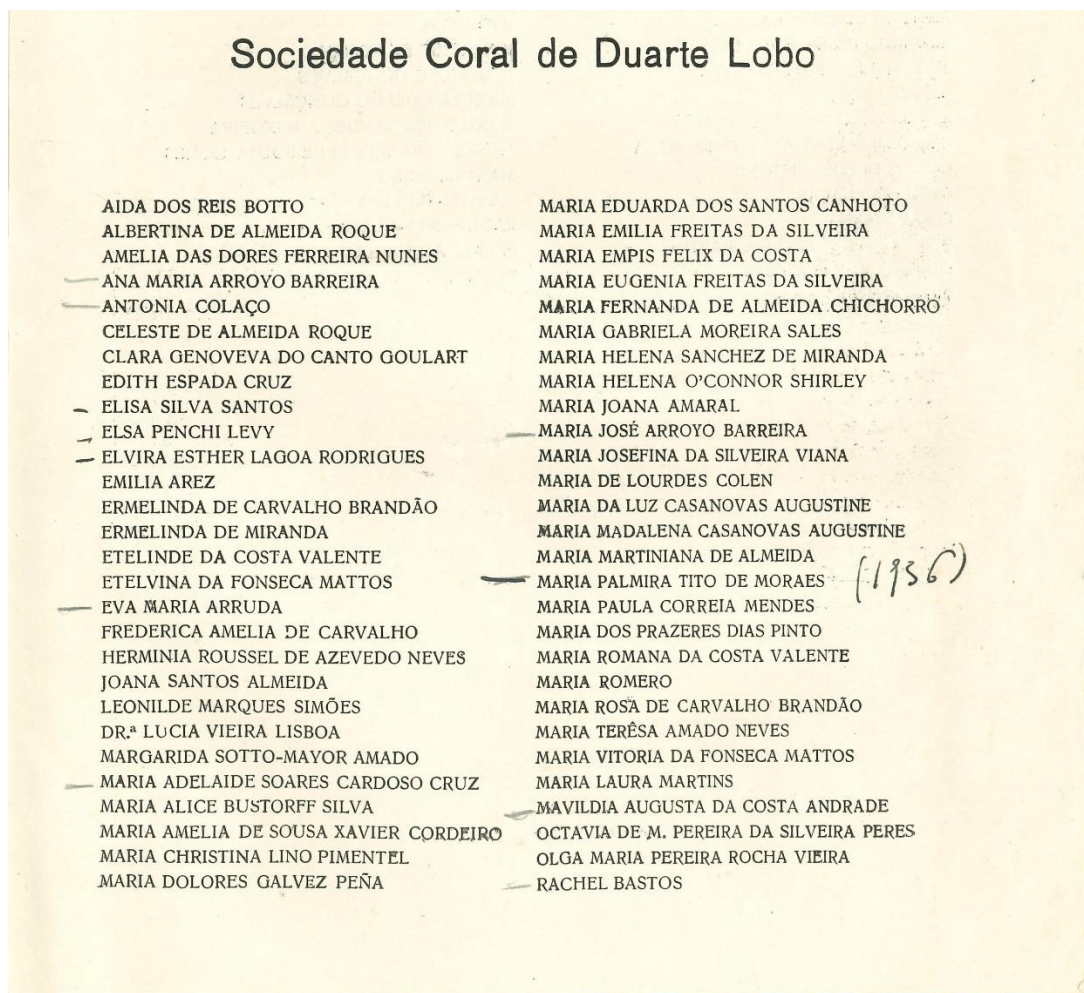 Sociedade Coral de Duarte Lobo
AIDA DOS REIS BOTTO
ALBERTINA DE ALMEIDA ROQUE
AMELIA DAS DORES FERREIRA NUNES
ANA MARIA ARROYO BARREIRA
ANTONIA COLAÇO
CELESTE DE ALMEIDA ROQUE
CLARA GENOVEVA DO CANTO GOULART
EDITH ESPADA CRUZ
ELISA SILVA SANTOS
ELSA PENCHI LEVY
ELVIRA ESTHER LAGOA RODRIGUES
EMILIA AREZ
ERMELINDA DE CARVALHO BRANDÃO
ERMELINDA DE MIRANDA
ETELINDE DA COSTA VALENTE
ETELVINA DA FONSECA MATTOS
EVA MARIA ARRUDA
FREDERICA AMELIA DE CARVALHO
HERMINIA ROUSSEL DE AZEVEDO NEVES
JOANA SANTOS ALMEIDA
LEONILDE MARQUES SIMÕES
DR.ª LUCIA VIEIRA LISBOA
MARGARIDA SOTTO-MAYOR AMADO
MARIA ADELAIDE SOARES CARDOSO CRUZ
MARIA ALICE BUSTORFF SILVA
MARIA AMELIA DE SOUSA XAVIER CORDEIRO
MARIA CHRISTINA LINO PIMENTEL
MARIA DOLORES GALVEZ PEÑA
MARIA EDUARDA DOS SANTOS CANHOTO
MARIA EMILIA FREITAS DA SILVEIRA
MARIA EMPIS FELIX DA COSTA
MARIA EUGENIA FREITAS DA SILVEIRA
MARIA FERNANDA DE ALMEIDA CHICHORRO
MARIA GABRIELA MOREIRA SALES
MARIA HELENA SANCHEZ DE MIRANDA
MARIA HELENA O'CONNOR SHIRLEY
MARIA JOANA AMARAL
MARIA JOSÉ ARROYO BARREIRA
MARIA JOSEFINA DA SILVEIRA VIANA
MARIA DE LOURDES COLEN
MARIA DA LUZ CASANOVAS AUGUSTINE
MARIA MADALENA CASANOVAS AUGUSTINE
MARIA MARTINIANA DE ALMEIDA
MARIA PALMIRA TITO DE MORAES (1936)
MARIA PAULA CORREIA MENDES
MARIA DOS PRAZERES DIAS PINTO
MARIA ROMANA DA COSTA VALENTE
MARIA ROMERO
MARIA ROSA DE CARVALHO BRANDÃO
MARIA TERÊSA AMADO NEVES
MARIA VITORIA DA FONSECA MATTOS
MARIA LAURA MARTINS
MAVILDIA AUGUSTA DA COSTA ANDRADE
OCTAVIA DE M. PEREIRA DA SILVEIRA PERES
OLGA MARIA PEREIRA ROCHA VIEIRA
RACHEL BASTOS